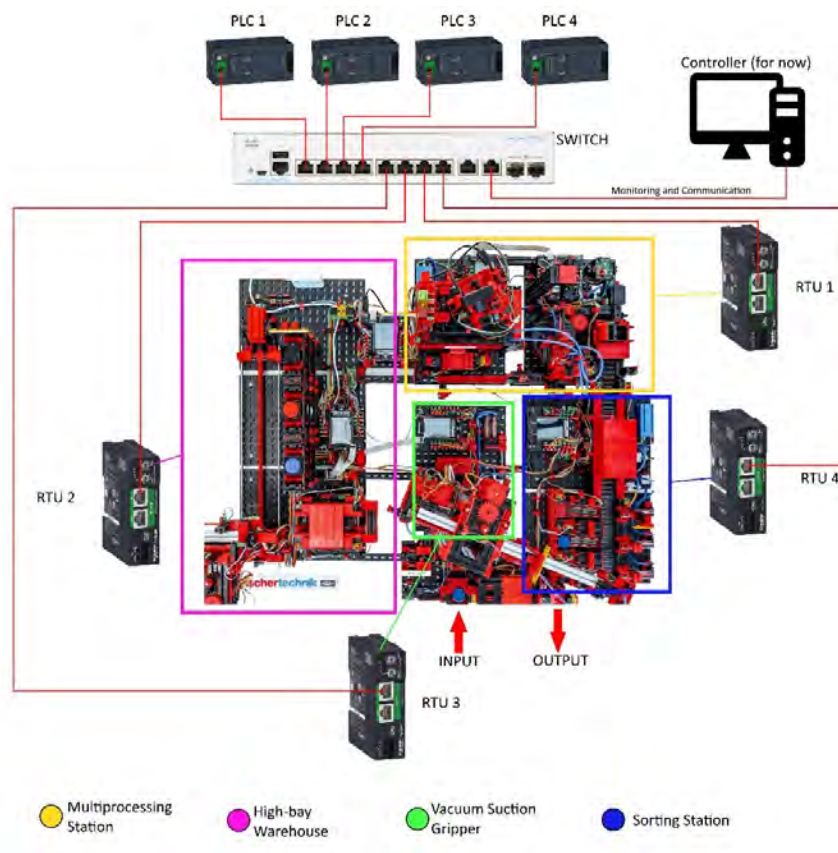 PLC 1
PLC 2
PLC 3
PLC 4
Controller (for now)
SWITCH
Monitoring and Communication
RTU 1
RTU 2
RTU 4
schertechnik
INPUT
OUTPUT
RTU 3
Multiprocessing
Station
High-bay
Warehouse
Vacuum Suction
Gripper
Sorting Station